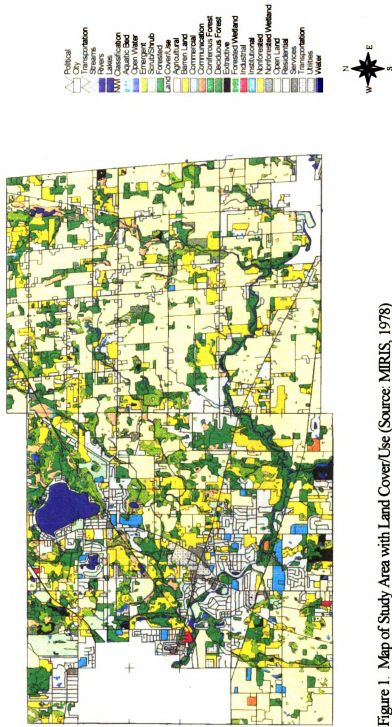 Political
City
Transportation
Streams
Rivers
Lakes
NWI Classification
Aquatic Bed
Open Water
Emergent
Scrub/Shrub
Forested
Land Cover/Use
Agricultural
Barren Land
Commercial
Communication
Coniferous Forest
Deciduous Forest
Extractive
Forested Wetland
Industrial
Institutional
Nonforested
Nonforested Wetland
Open Land
Residential
Services
Transportation
Utilities
Water
N
W
E
S
Figure 1. Map of Study Area with Land Cover/Use (Source: MIRIS, 1978)